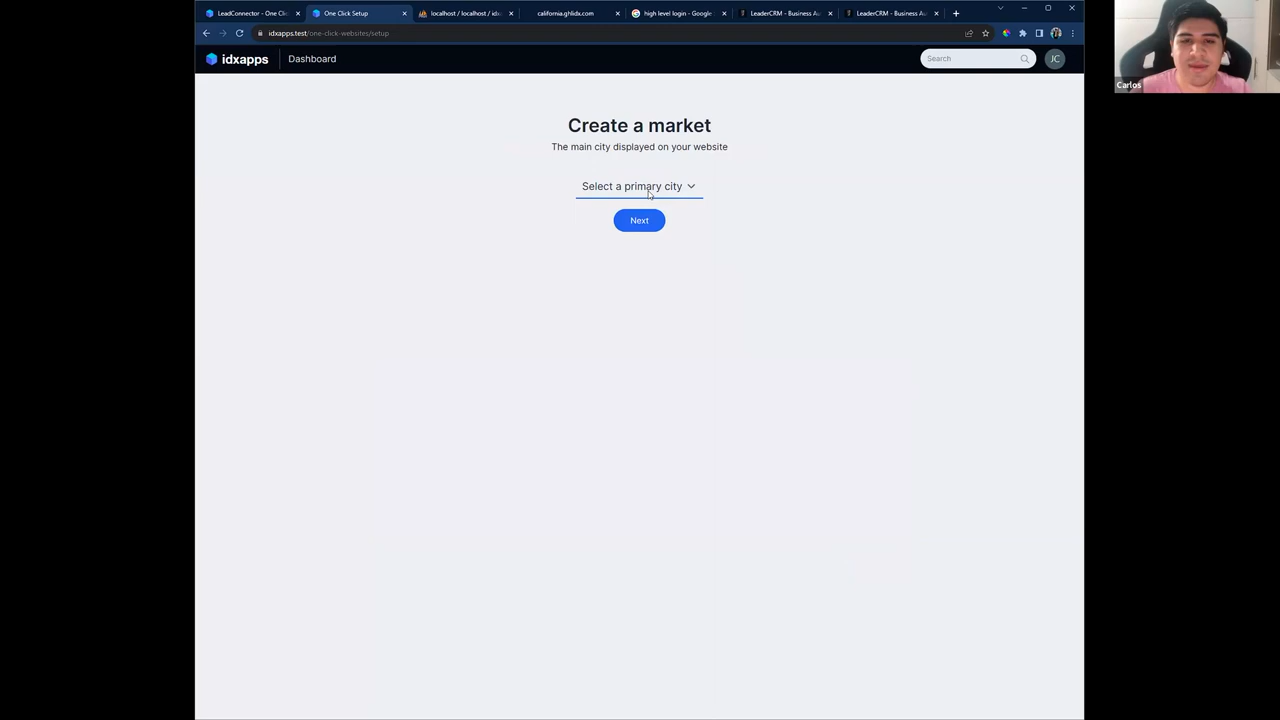 LeadConnector - One Clic
One Click Setup
localhost / localhost / idx
california.ghlidx.com
high level login - Google
LeaderCRM - Business Au
LeaderCRM - Business Au
idxapps.test/one-click-websites/setup
idxapps
Dashboard
Search
JC
Carlos
Create a market
The main city displayed on your website
Select a primary city
Next